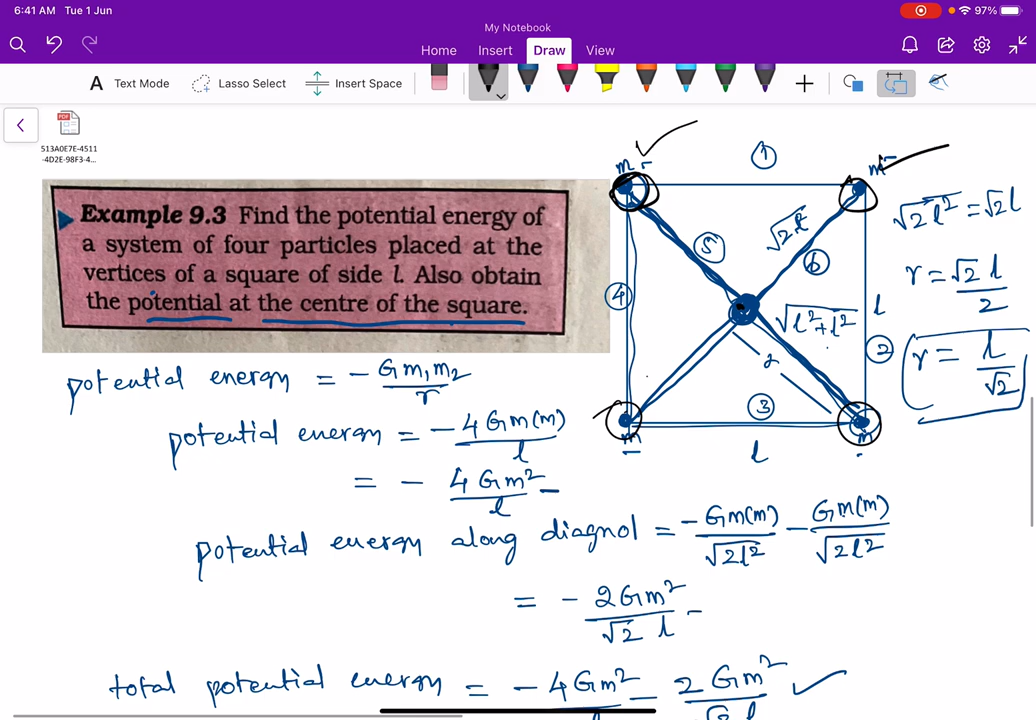 6:41 AM Tue 1 Jun
97%
My Notebook
Home Insert Draw View
A Text Mode Lasso Select Insert Space
PDF
513A0E7E-4511
-4D2E-98F3-4...
Example 9.3 Find the potential energy of
a system of four particles placed at the
vertices of a square of side l. Also obtain
the potential at the centre of the square.
m 1 m
5 √2l 6
4 √l²+l² l
r 2
3
m l m
√2l² = √2l
r = √2 l / 2
r = l / √2
potential energy = - Gm₁m₂ / r
potential energy = - 4Gm(m) / l
= - 4Gm² / l
potential energy along diagnol = - Gm(m) / √2l² - Gm(m) / √2l²
= - 2Gm² / √2 l
total potential energy = - 4Gm² / l - 2Gm² / √2 l